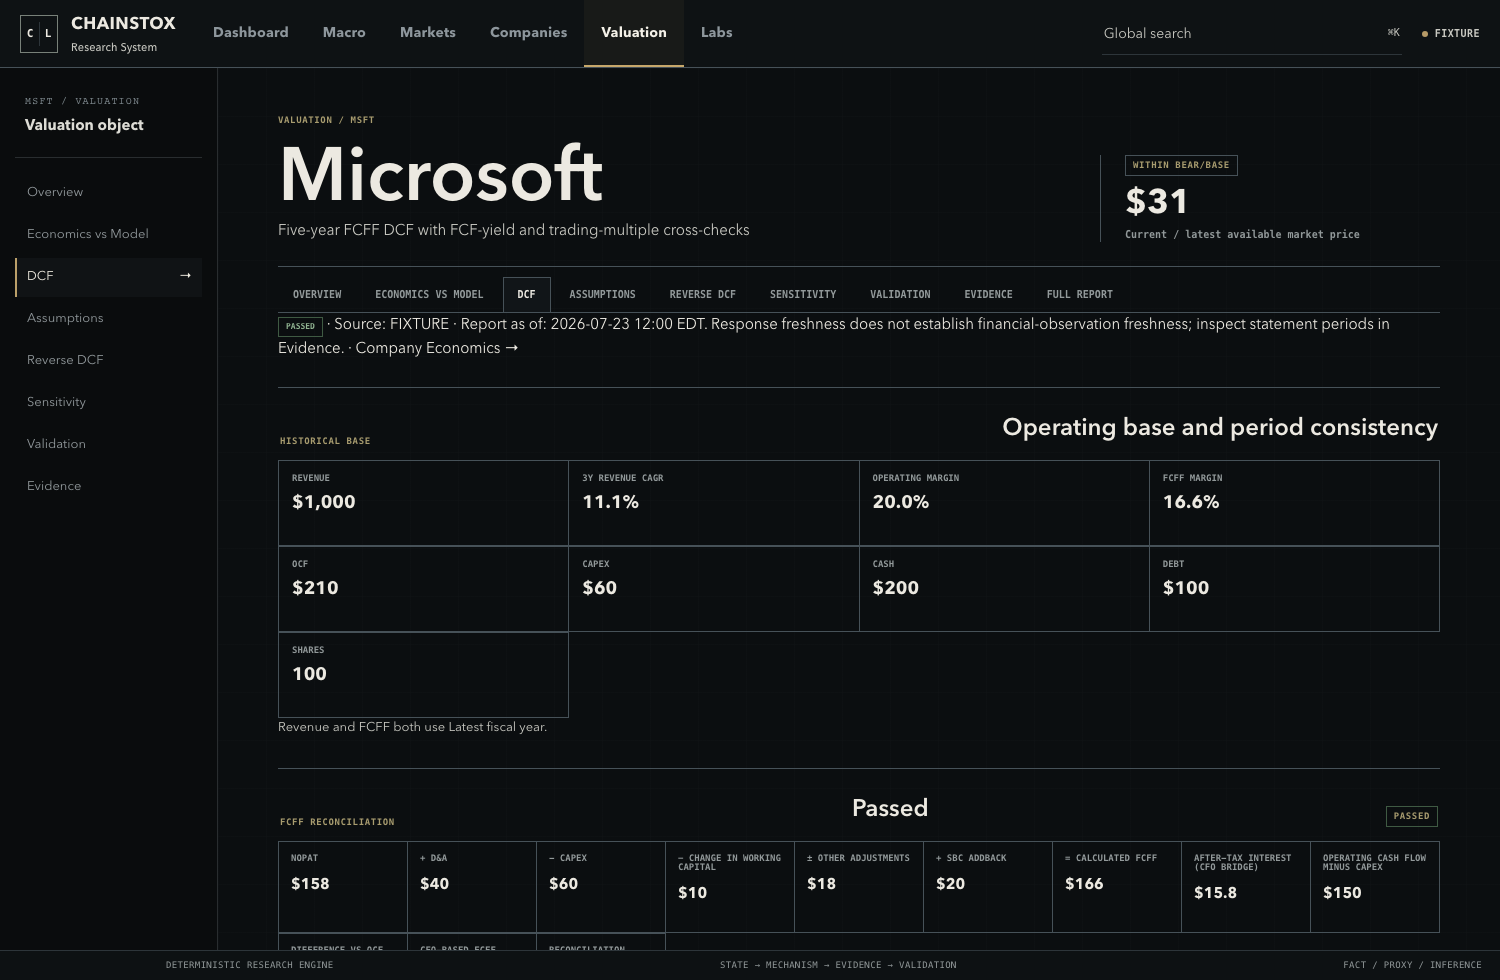 C L
CHAINSTOX
Research System
Dashboard Macro Markets Companies Valuation Labs
Global search ⌘K
FIXTURE
MSFT / VALUATION
Valuation object
Overview
Economics vs Model
DCF →
Assumptions
Reverse DCF
Sensitivity
Validation
Evidence
VALUATION / MSFT
Microsoft
Five-year FCFF DCF with FCF-yield and trading-multiple cross-checks
WITHIN BEAR/BASE
$31
Current / latest available market price
OVERVIEW ECONOMICS VS MODEL DCF ASSUMPTIONS REVERSE DCF SENSITIVITY VALIDATION EVIDENCE FULL REPORT
PASSED · Source: FIXTURE · Report as of: 2026-07-23 12:00 EDT. Response freshness does not establish financial-observation freshness; inspect statement periods in
Evidence. · Company Economics →
HISTORICAL BASE
Operating base and period consistency
REVENUE
$1,000
3Y REVENUE CAGR
11.1%
OPERATING MARGIN
20.0%
FCFF MARGIN
16.6%
OCF
$210
CAPEX
$60
CASH
$200
DEBT
$100
SHARES
100
Revenue and FCFF both use Latest fiscal year.
FCFF RECONCILIATION
Passed
PASSED
NOPAT
$158
+ D&A
$40
− CAPEX
$60
− CHANGE IN WORKING
CAPITAL
$10
± OTHER ADJUSTMENTS
$18
+ SBC ADDBACK
$20
= CALCULATED FCFF
$166
AFTER-TAX INTEREST
(CFO BRIDGE)
$15.8
OPERATING CASH FLOW
MINUS CAPEX
$150
DIFFERENCE VS OCF
CFO-BASED FCFF
RECONCILIATION
DETERMINISTIC RESEARCH ENGINE
STATE → MECHANISM → EVIDENCE → VALIDATION
FACT / PROXY / INFERENCE